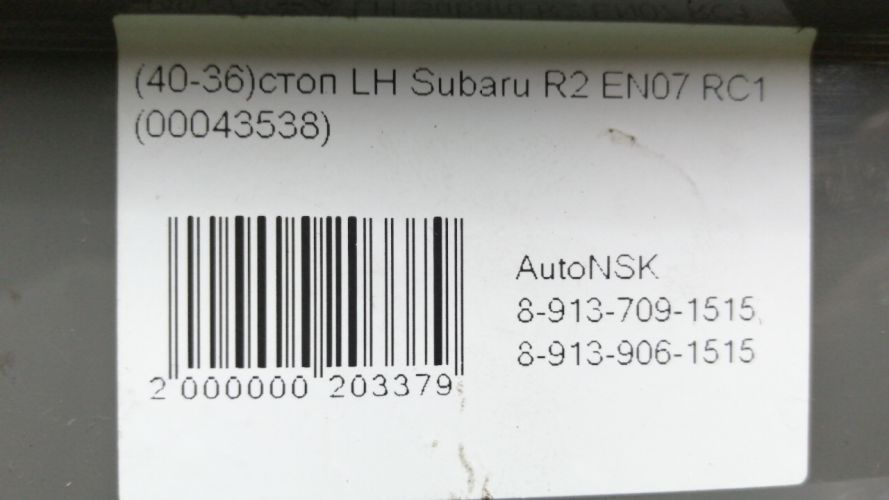 (40-36)стоп LH Subaru R2 EN07 RC1
(00043538)
AutoNSK
8-913-709-1515,
8-913-906-1515
2 000000 203379